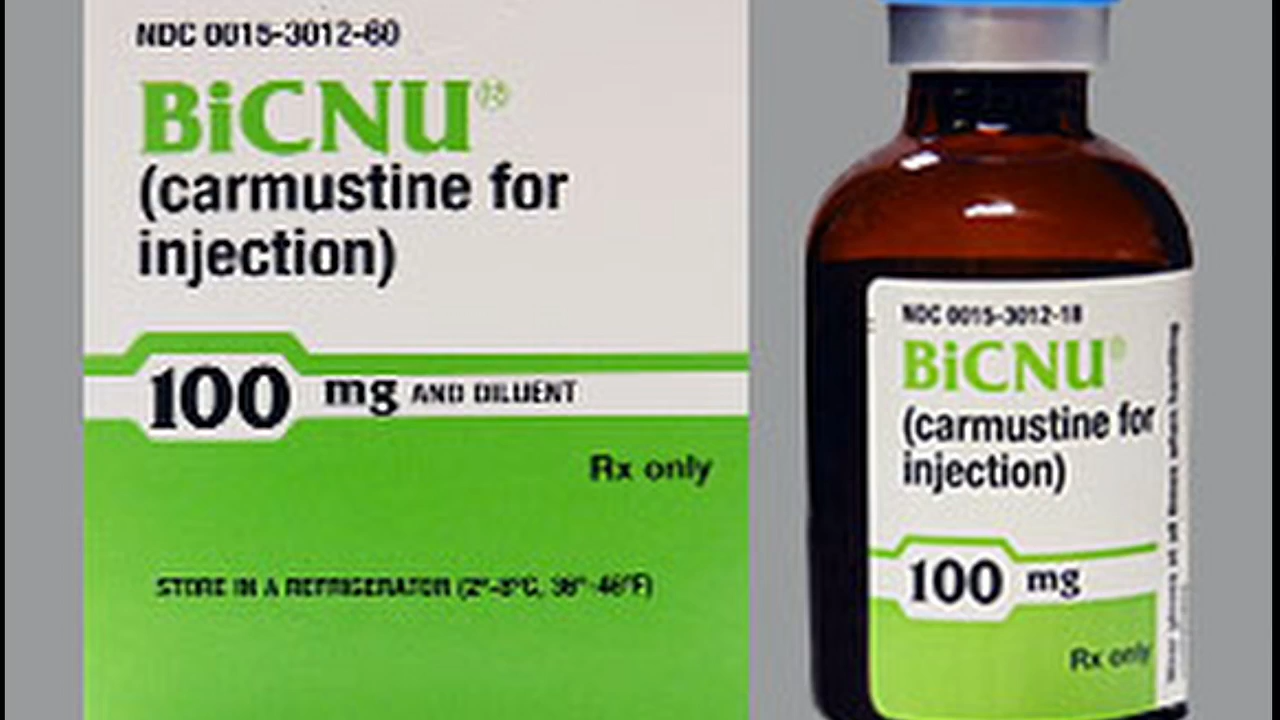 NDC 0015-3012-60
BiCNU®
(carmustine for
injection)
100 mg AND DILUENT
Rx only
STORE IN A REFRIGERATOR (2°-8°C, 36°-46°F)
NDC 0015-3012-18
BiCNU®
(carmustine for
injection)
100 mg
Rx only